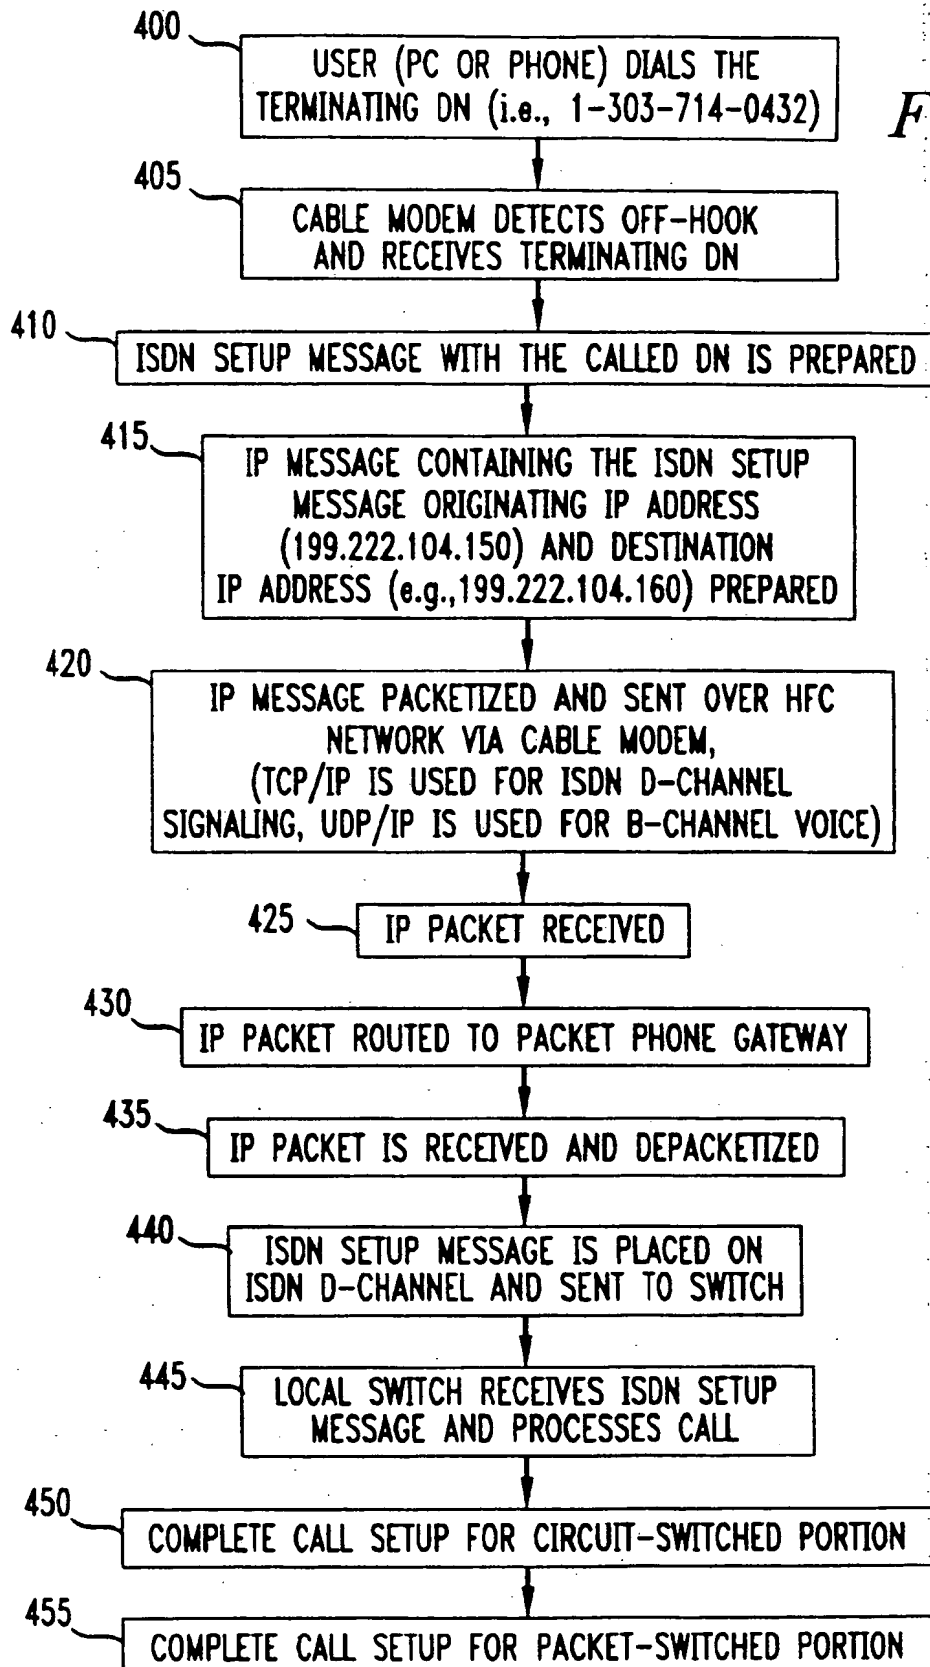 400
USER (PC OR PHONE) DIALS THE
TERMINATING DN (i.e., 1-303-714-0432)
F
405
CABLE MODEM DETECTS OFF-HOOK
AND RECEIVES TERMINATING DN
410
ISDN SETUP MESSAGE WITH THE CALLED DN IS PREPARED
415
IP MESSAGE CONTAINING THE ISDN SETUP
MESSAGE ORIGINATING IP ADDRESS
(199.222.104.150) AND DESTINATION
IP ADDRESS (e.g.,199.222.104.160) PREPARED
420
IP MESSAGE PACKETIZED AND SENT OVER HFC
NETWORK VIA CABLE MODEM,
(TCP/IP IS USED FOR ISDN D-CHANNEL
SIGNALING, UDP/IP IS USED FOR B-CHANNEL VOICE)
425
IP PACKET RECEIVED
430
IP PACKET ROUTED TO PACKET PHONE GATEWAY
435
IP PACKET IS RECEIVED AND DEPACKETIZED
440
ISDN SETUP MESSAGE IS PLACED ON
ISDN D-CHANNEL AND SENT TO SWITCH
445
LOCAL SWITCH RECEIVES ISDN SETUP
MESSAGE AND PROCESSES CALL
450
COMPLETE CALL SETUP FOR CIRCUIT-SWITCHED PORTION
455
COMPLETE CALL SETUP FOR PACKET-SWITCHED PORTION